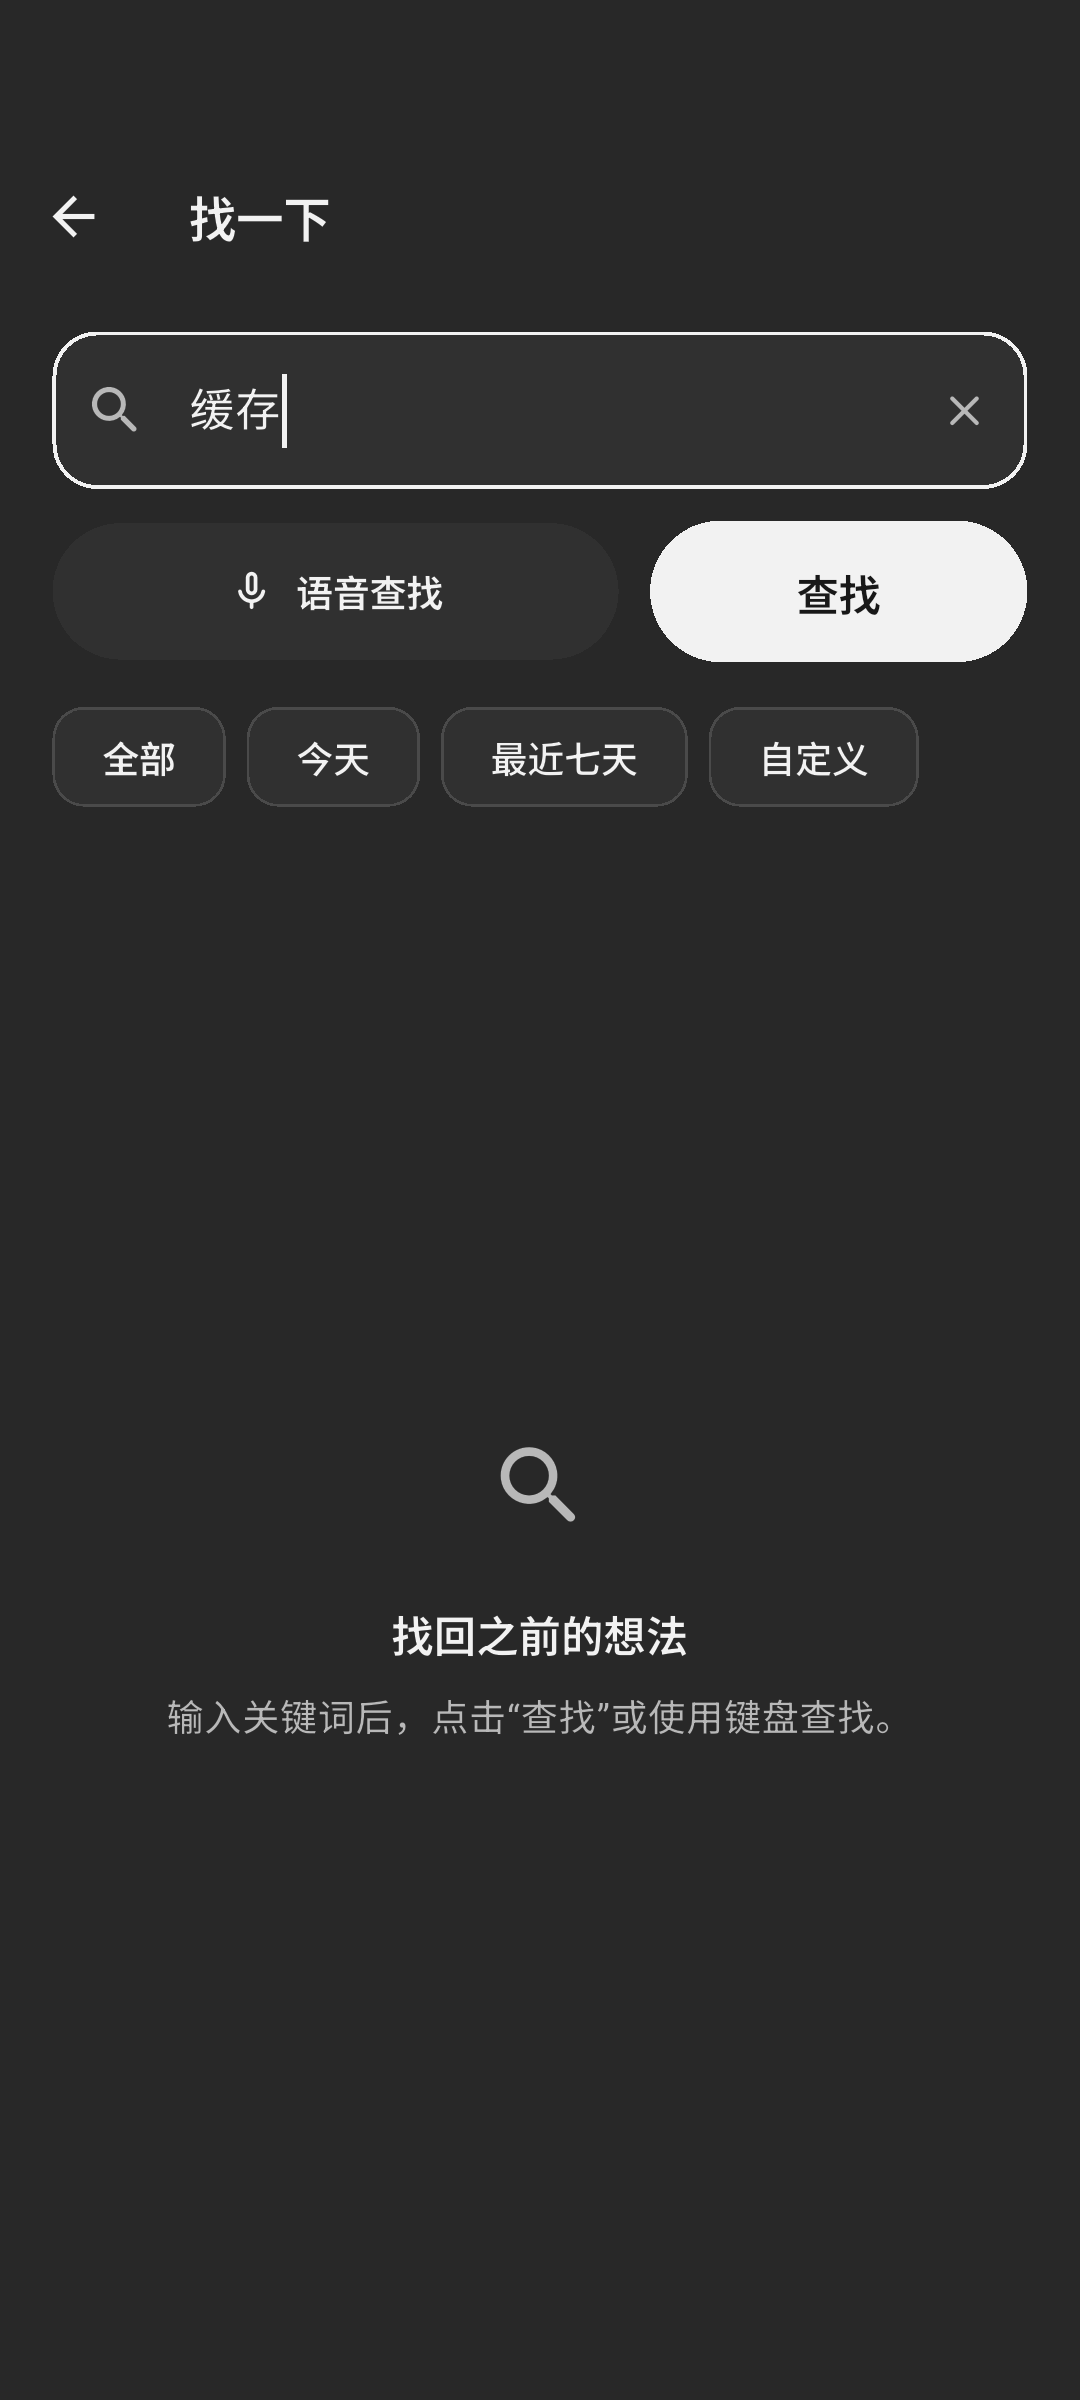 找一下
缓存
语音查找
查找
全部
今天
最近七天
自定义
找回之前的想法
输入关键词后，点击“查找”或使用键盘查找。